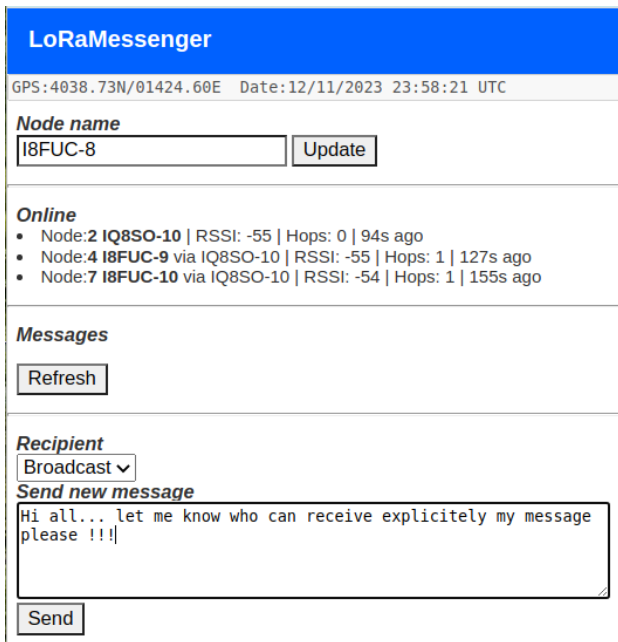 LoRaMessenger
GPS:4038.73N/01424.60E  Date:12/11/2023 23:58:21 UTC
Node name
I8FUC-8 Update
Online
• Node:2 IQ8SO-10 | RSSI: -55 | Hops: 0 | 94s ago
• Node:4 I8FUC-9 via IQ8SO-10 | RSSI: -55 | Hops: 1 | 127s ago
• Node:7 I8FUC-10 via IQ8SO-10 | RSSI: -54 | Hops: 1 | 155s ago
Messages
Refresh
Recipient
Broadcast
Send new message
Hi all... let me know who can receive explicitely my message
please !!!
Send